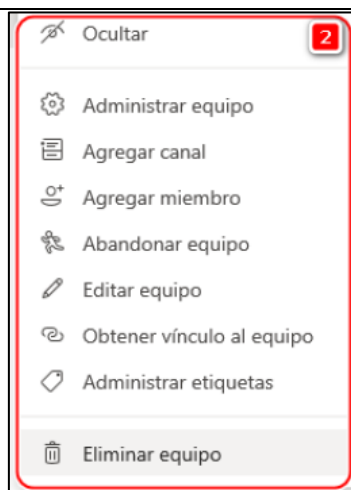 Ocultar
2
Administrar equipo
Agregar canal
Agregar miembro
Abandonar equipo
Editar equipo
Obtener vínculo al equipo
Administrar etiquetas
Eliminar equipo